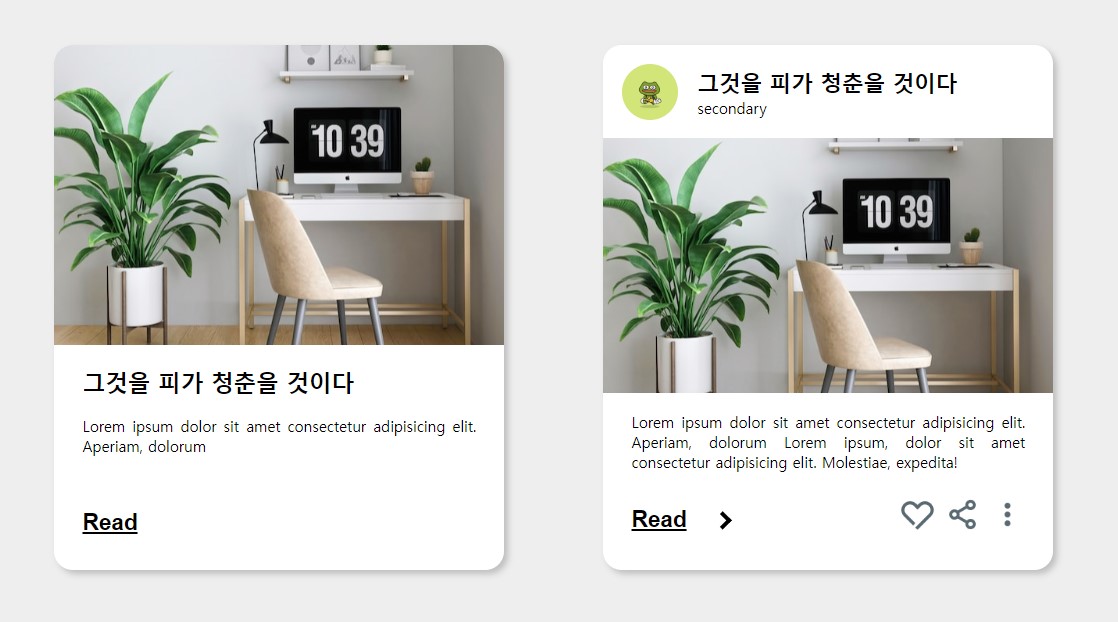 10 39
그것을 피가 청춘을 것이다
Lorem ipsum dolor sit amet consectetur adipisicing elit.
Aperiam, dolorum
Read
그것을 피가 청춘을 것이다
secondary
10 39
Lorem ipsum dolor sit amet consectetur adipisicing elit.
Aperiam, dolorum Lorem ipsum, dolor sit amet
consectetur adipisicing elit. Molestiae, expedita!
Read